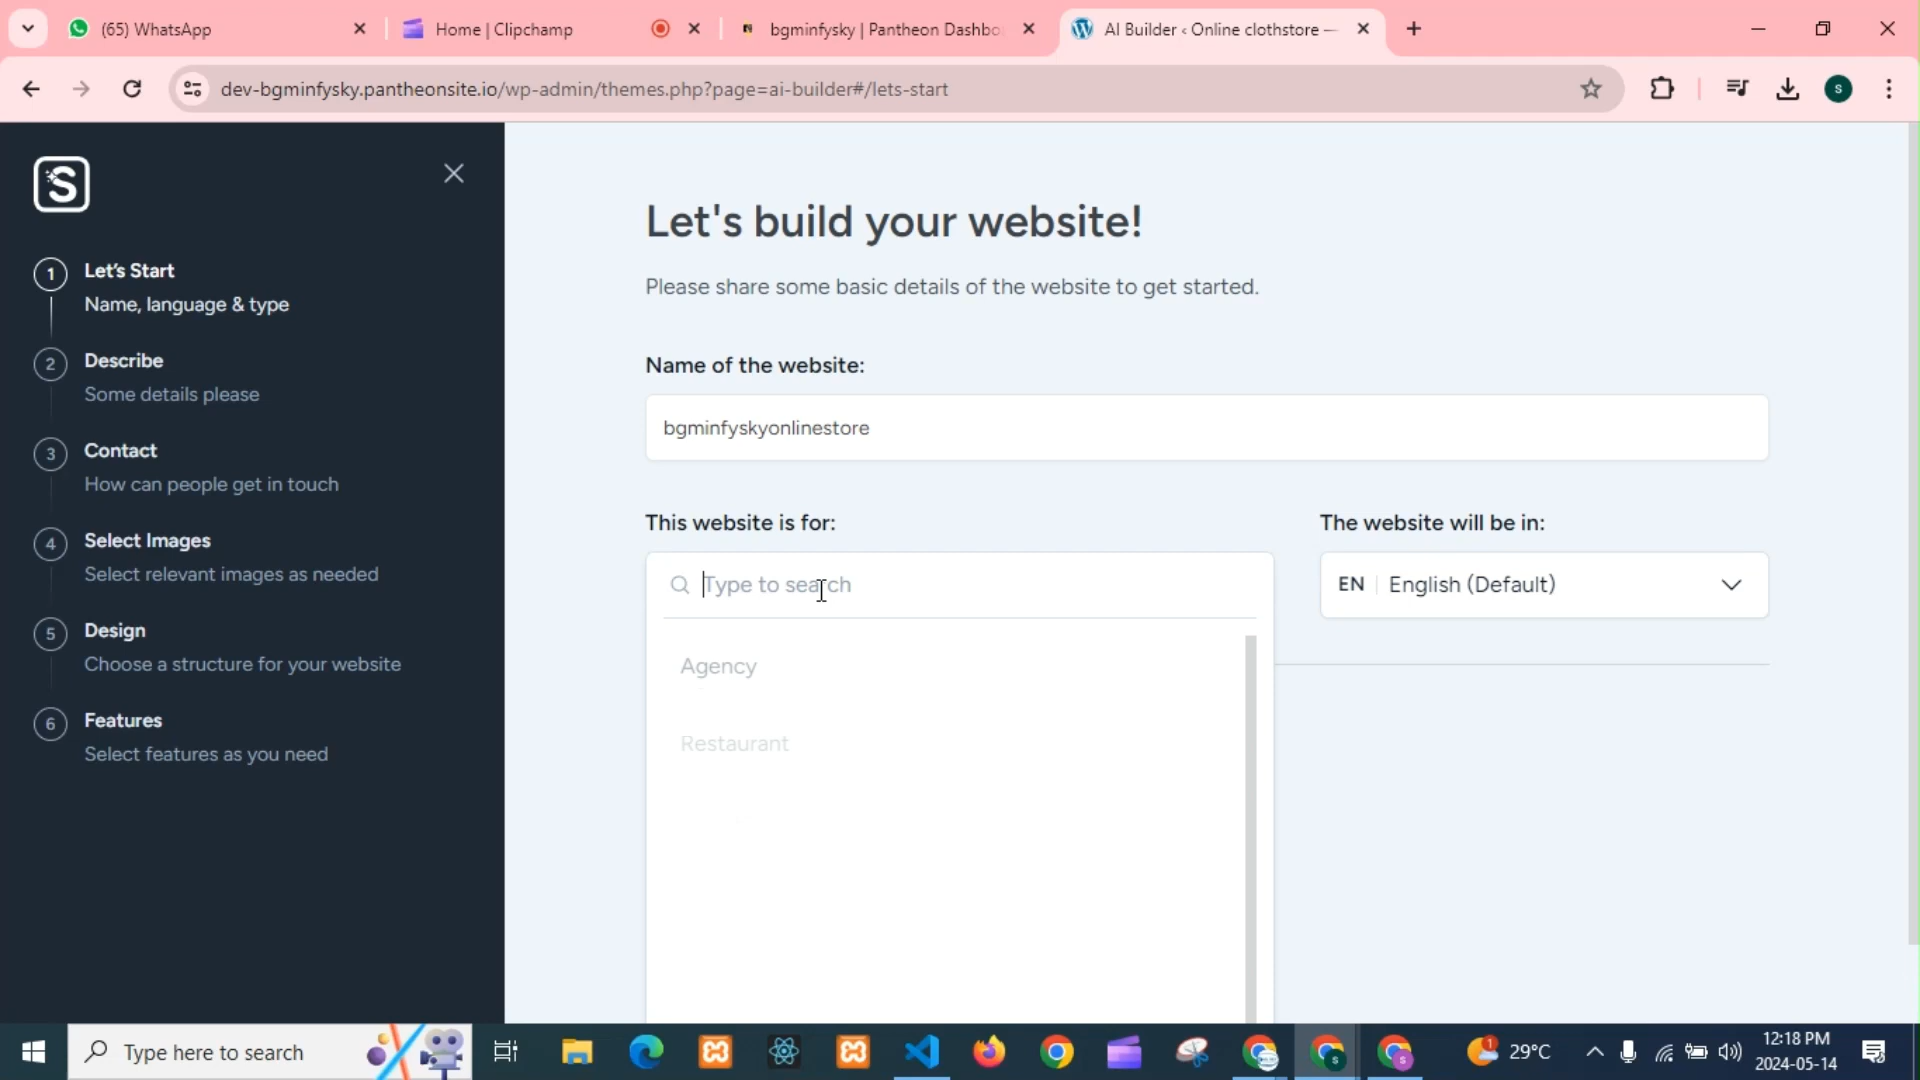 (65) WhatsApp
Home | Clipchamp
bgminfysky | Pantheon Dashbo
AI Builder ‹ Online clothstore —
dev-bgminfysky.pantheonsite.io/wp-admin/themes.php?page=ai-builder#/lets-start
S
S
1 Let's Start
Name, language & type
2 Describe
Some details please
3 Contact
How can people get in touch
4 Select Images
Select relevant images as needed
5 Design
Choose a structure for your website
6 Features
Select features as you need
Let's build your website!
Please share some basic details of the website to get started.
Name of the website:
bgminfyskyonlinestore
This website is for:
The website will be in:
Type to search
EN English (Default)
Agency
Restaurant
Type here to search
1
29°C
12:18 PM
2024-05-14